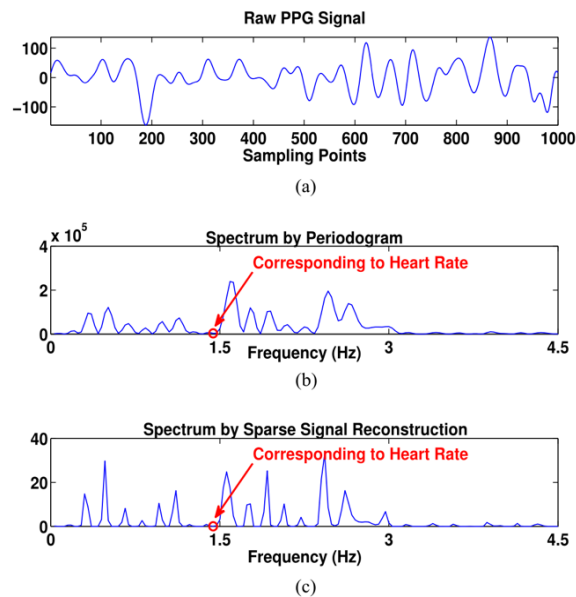 Raw PPG Signal
100
0
−100
100 200 300 400 500 600 700 800 900 1000
Sampling Points
(a)
x 10^5
Spectrum by Periodogram
4
Corresponding to Heart Rate
2
0
0 1.5 3 4.5
Frequency (Hz)
(b)
Spectrum by Sparse Signal Reconstruction
40
Corresponding to Heart Rate
20
0
0 1.5 3 4.5
Frequency (Hz)
(c)